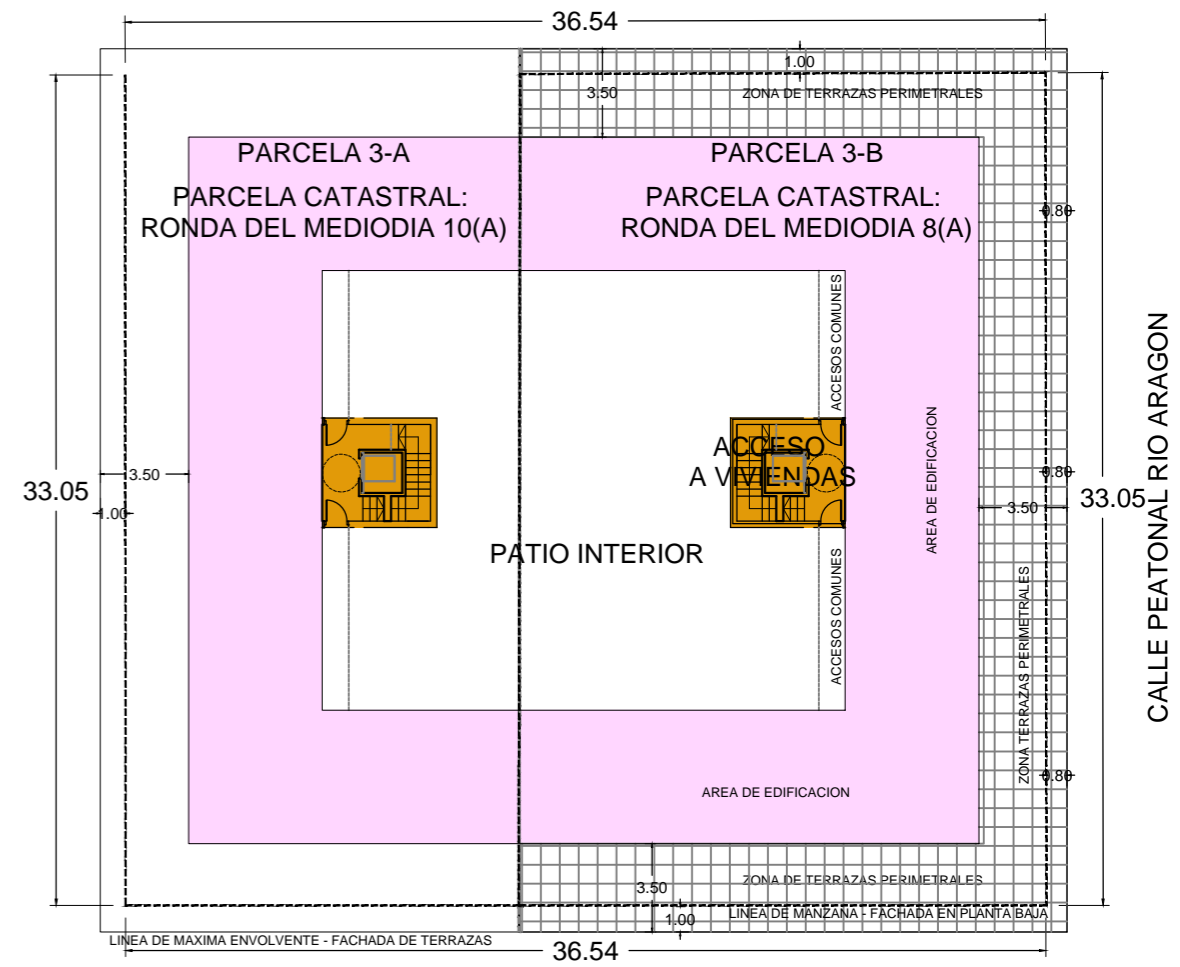 36.54
1.00
3.50
ZONA DE TERRAZAS PERIMETRALES
PARCELA 3-A
PARCELA CATASTRAL:
RONDA DEL MEDIODIA 10(A)
PARCELA 3-B
PARCELA CATASTRAL:
RONDA DEL MEDIODIA 8(A)
0.80
ACCESOS COMUNES
CALLE PEATONAL RIO ARAGON
AREA DE EDIFICACION
ACCESO
A VIVIENDAS
0.80
3.50
33.05
1.00
3.50
33.05
PATIO INTERIOR
ACCESOS COMUNES
ZONA TERRAZAS PERIMETRALES
0.80
AREA DE EDIFICACION
3.50
ZONA DE TERRAZAS PERIMETRALES
1.00
LINEA DE MANZANA - FACHADA EN PLANTA BAJA
LINEA DE MAXIMA ENVOLVENTE - FACHADA DE TERRAZAS
36.54